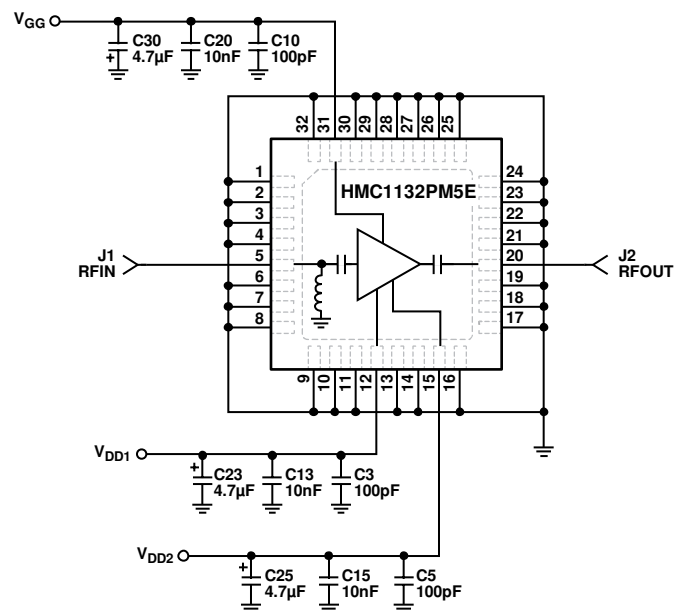 VGG
C30
4.7µF
+
C20
10nF
C10
100pF
32
31
30
29
28
27
26
25
HMC1132PM5E
1
2
3
4
5
6
7
8
24
23
22
21
20
19
18
17
J1
RFIN
J2
RFOUT
9
10
11
12
13
14
15
16
VDD1
+
C23
4.7µF
C13
10nF
C3
100pF
VDD2
+
C25
4.7µF
C15
10nF
C5
100pF